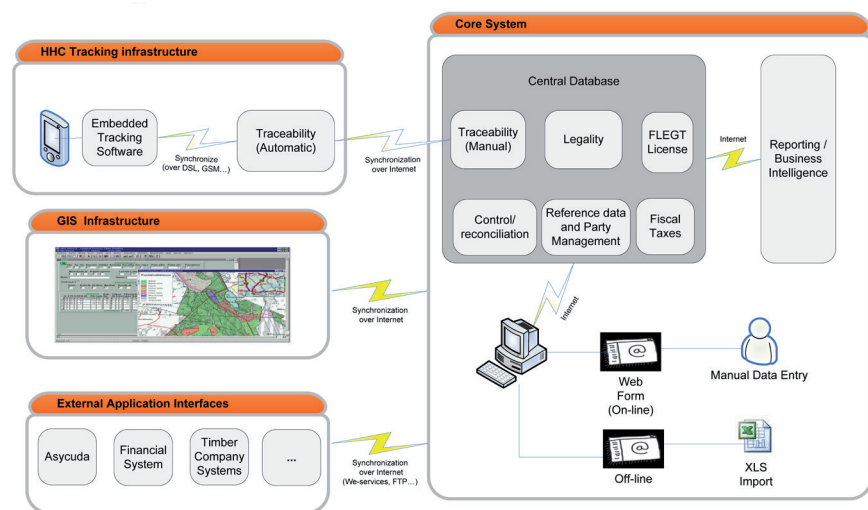 HHC Tracking infrastructure
Embedded
Tracking
Software
Synchronize
(over DSL, GSM...)
Traceability
(Automatic)
Synchronization
over Internet
Core System
Central Database
Traceability
(Manual)
Legality
FLEGT
License
Control/
reconciliation
Reference data
and Party
Management
Fiscal
Taxes
Internet
Reporting /
Business
Intelligence
GIS Infrastructure
Synchronization
over Internet
Internet
Web
Form
(On-line)
Manual Data Entry
Off-line
XLS
Import
External Application Interfaces
Asycuda
Financial
System
Timber
Company
Systems
...
Synchronization
over Internet
(We-services, FTP...)